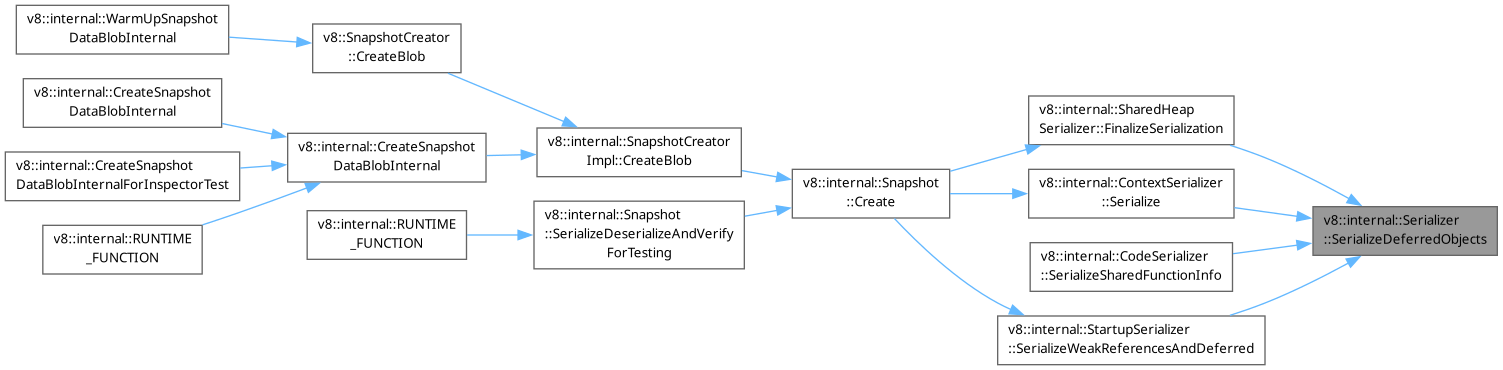 v8::internal::WarmUpSnapshot
DataBlobInternal
v8::SnapshotCreator
::CreateBlob
v8::internal::CreateSnapshot
DataBlobInternal
v8::internal::CreateSnapshot
DataBlobInternalForInspectorTest
v8::internal::RUNTIME
_FUNCTION
v8::internal::CreateSnapshot
DataBlobInternal
v8::internal::RUNTIME
_FUNCTION
v8::internal::SnapshotCreator
Impl::CreateBlob
v8::internal::Snapshot
::SerializeDeserializeAndVerify
ForTesting
v8::internal::Snapshot
::Create
v8::internal::SharedHeap
Serializer::FinalizeSerialization
v8::internal::ContextSerializer
::Serialize
v8::internal::CodeSerializer
::SerializeSharedFunctionInfo
v8::internal::StartupSerializer
::SerializeWeakReferencesAndDeferred
v8::internal::Serializer
::SerializeDeferredObjects